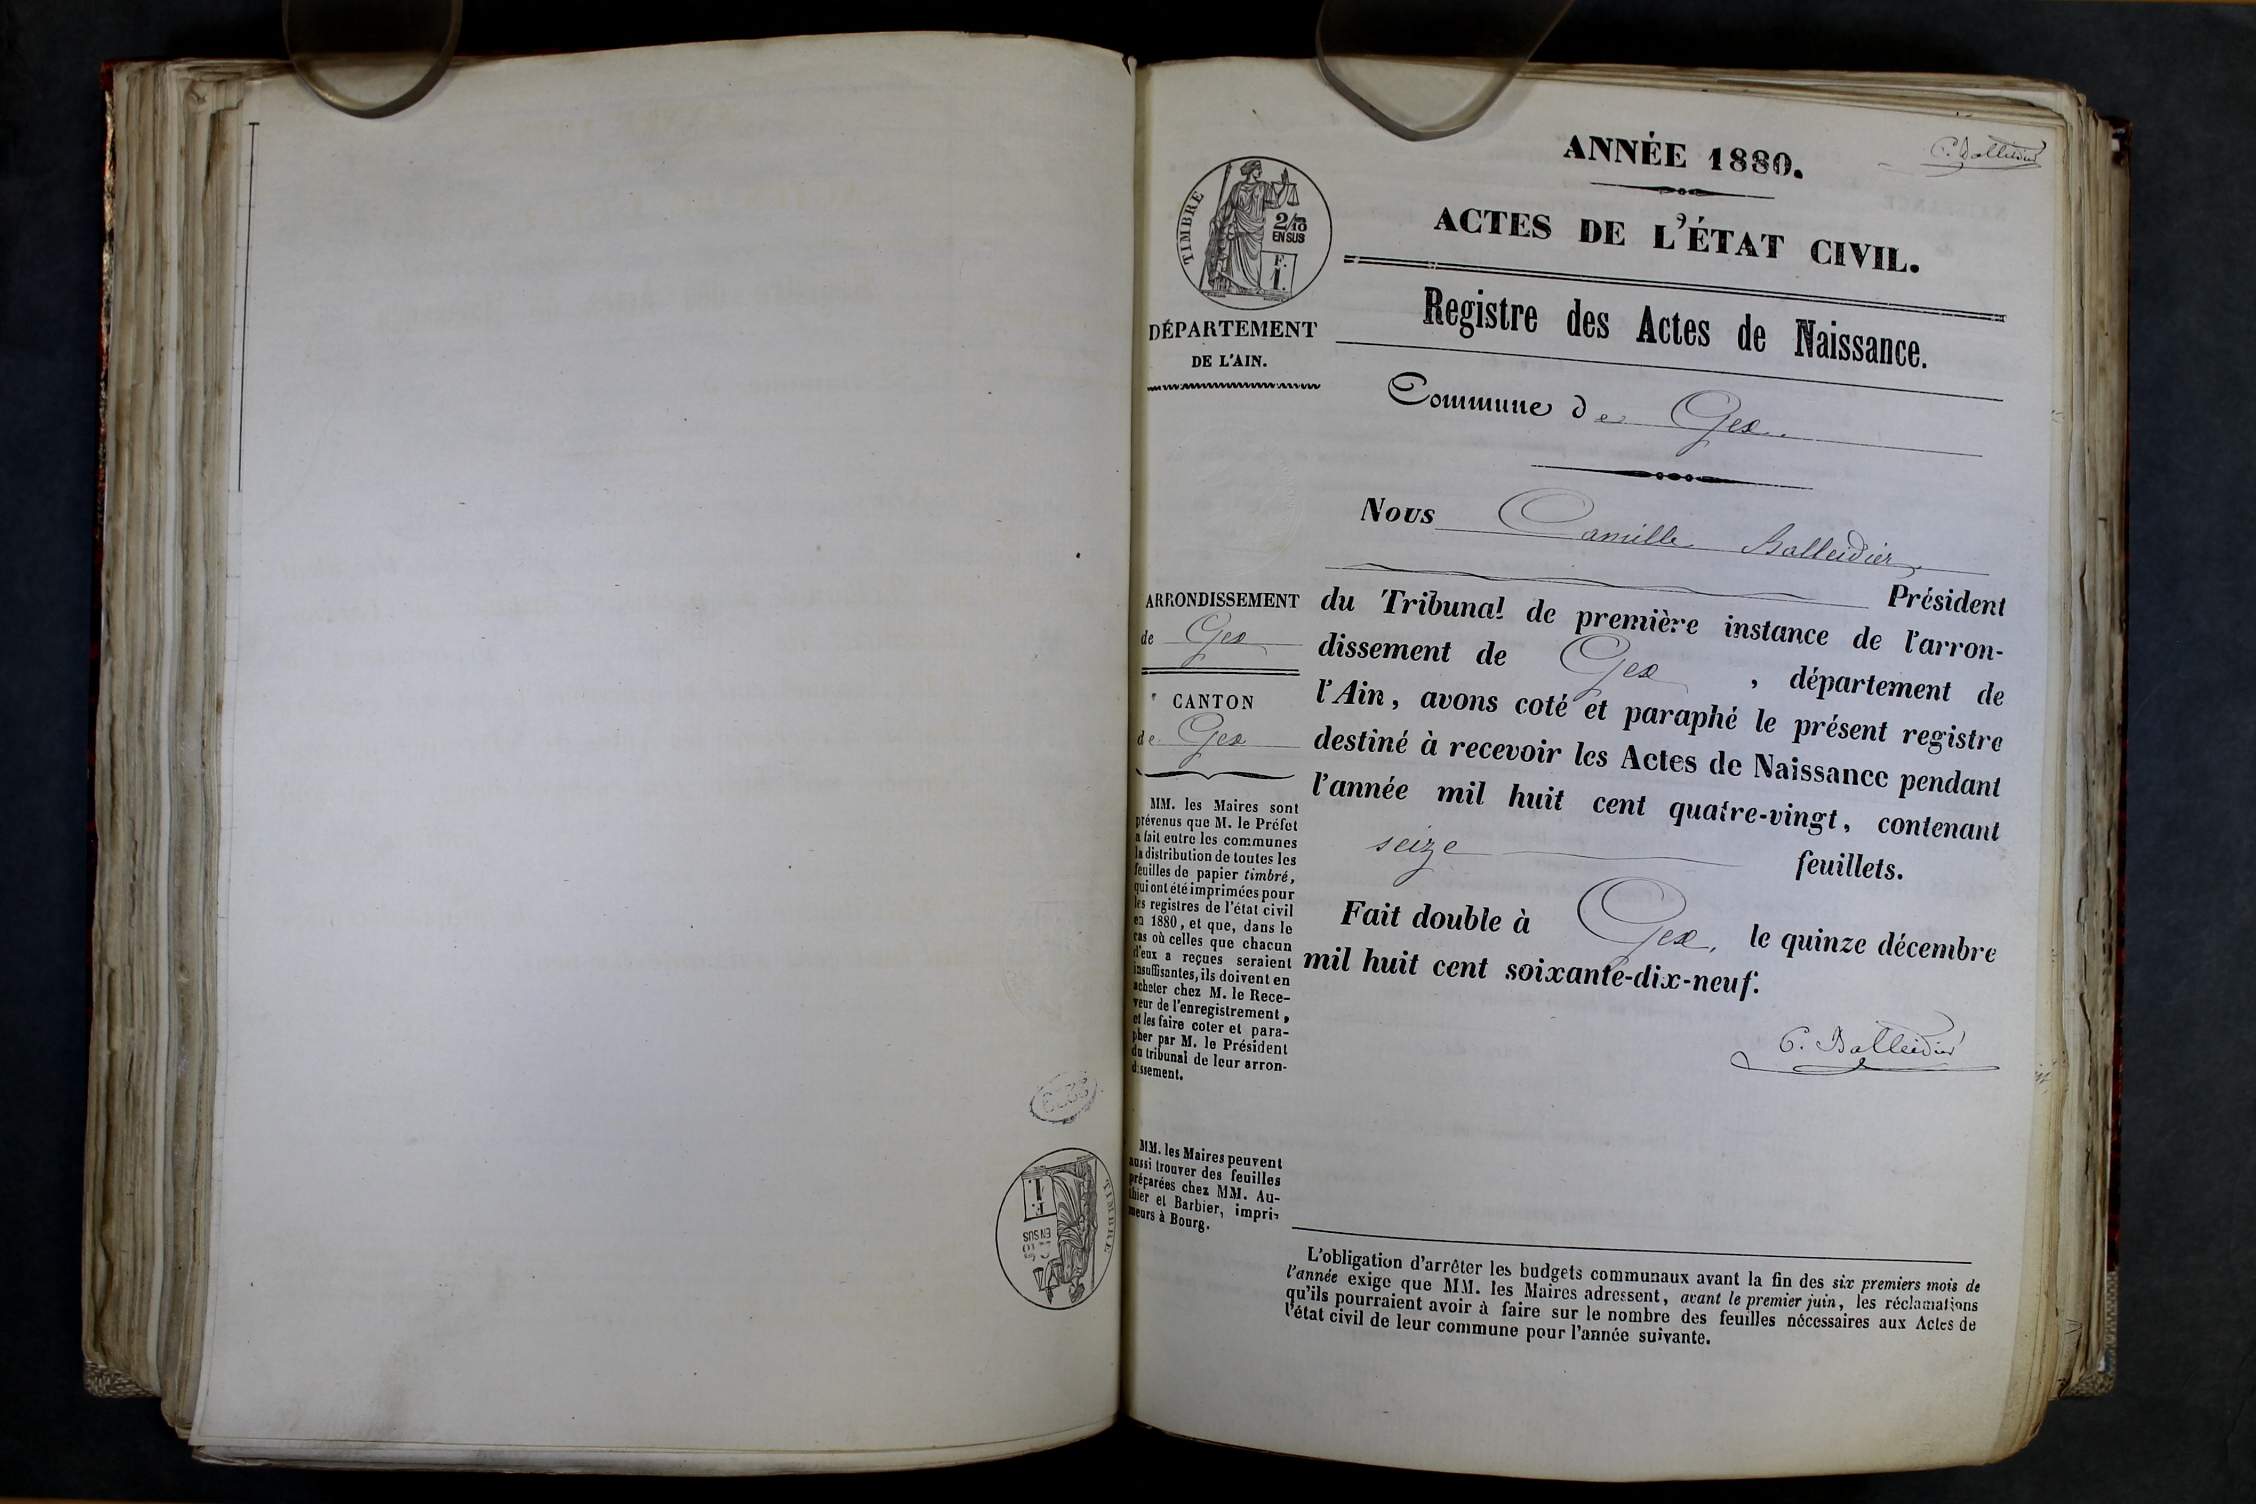 ANNÉE 1880.
C. Balleidier
ACTES DE L'ÉTAT CIVIL.
TIMBRE
2/10
EN SUS
F.
1.
DÉPARTEMENT
DE L'AIN.
Registre des Actes de Naissance.
Commune de Gex.
Nous Camille Balleidier
Président
du Tribunal de première instance de l'arron-
dissement de Gex, département de
l'Ain, avons coté et paraphé le présent registre
destiné à recevoir les Actes de Naissance pendant
l'année mil huit cent quatre-vingt, contenant
seize feuillets.
Fait double à Gex, le quinze décembre
mil huit cent soixante-dix-neuf.
C. Balleidier
ARRONDISSEMENT
de Gex
CANTON
de Gex
MM. les Maires sont
prévenus que M. le Préfet
a fait entre les communes
la distribution de toutes les
feuilles de papier timbré,
qui ont été imprimées pour
les registres de l'état civil
en 1880, et que, dans le
cas où celles que chacun
d'eux a reçues seraient
insuffisantes, ils doivent en
acheter chez M. le Rece-
veur de l'enregistrement,
et les faire coter et para-
pher par M. le Président
du tribunal de leur arron-
dissement.
MM. les Maires peuvent
aussi trouver des feuilles
préparées chez MM. Au-
thier et Barbier, impri-
meurs à Bourg.
L'obligation d'arrêter les budgets communaux avant la fin des six premiers mois de
l'année exige que MM. les Maires adressent, avant le premier juin, les réclamations
qu'ils pourraient avoir à faire sur le nombre des feuilles nécessaires aux Actes de
l'état civil de leur commune pour l'année suivante.
TIMBRE
EN SUS